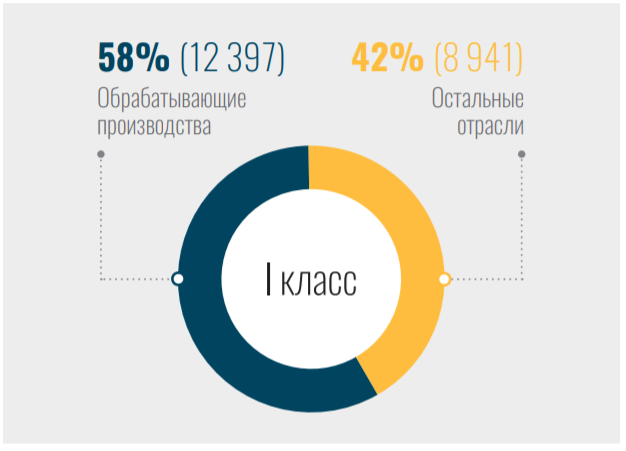 58% (12 397)
Обрабатывающие
производства
42% (8 941)
Остальные
отрасли
I класс